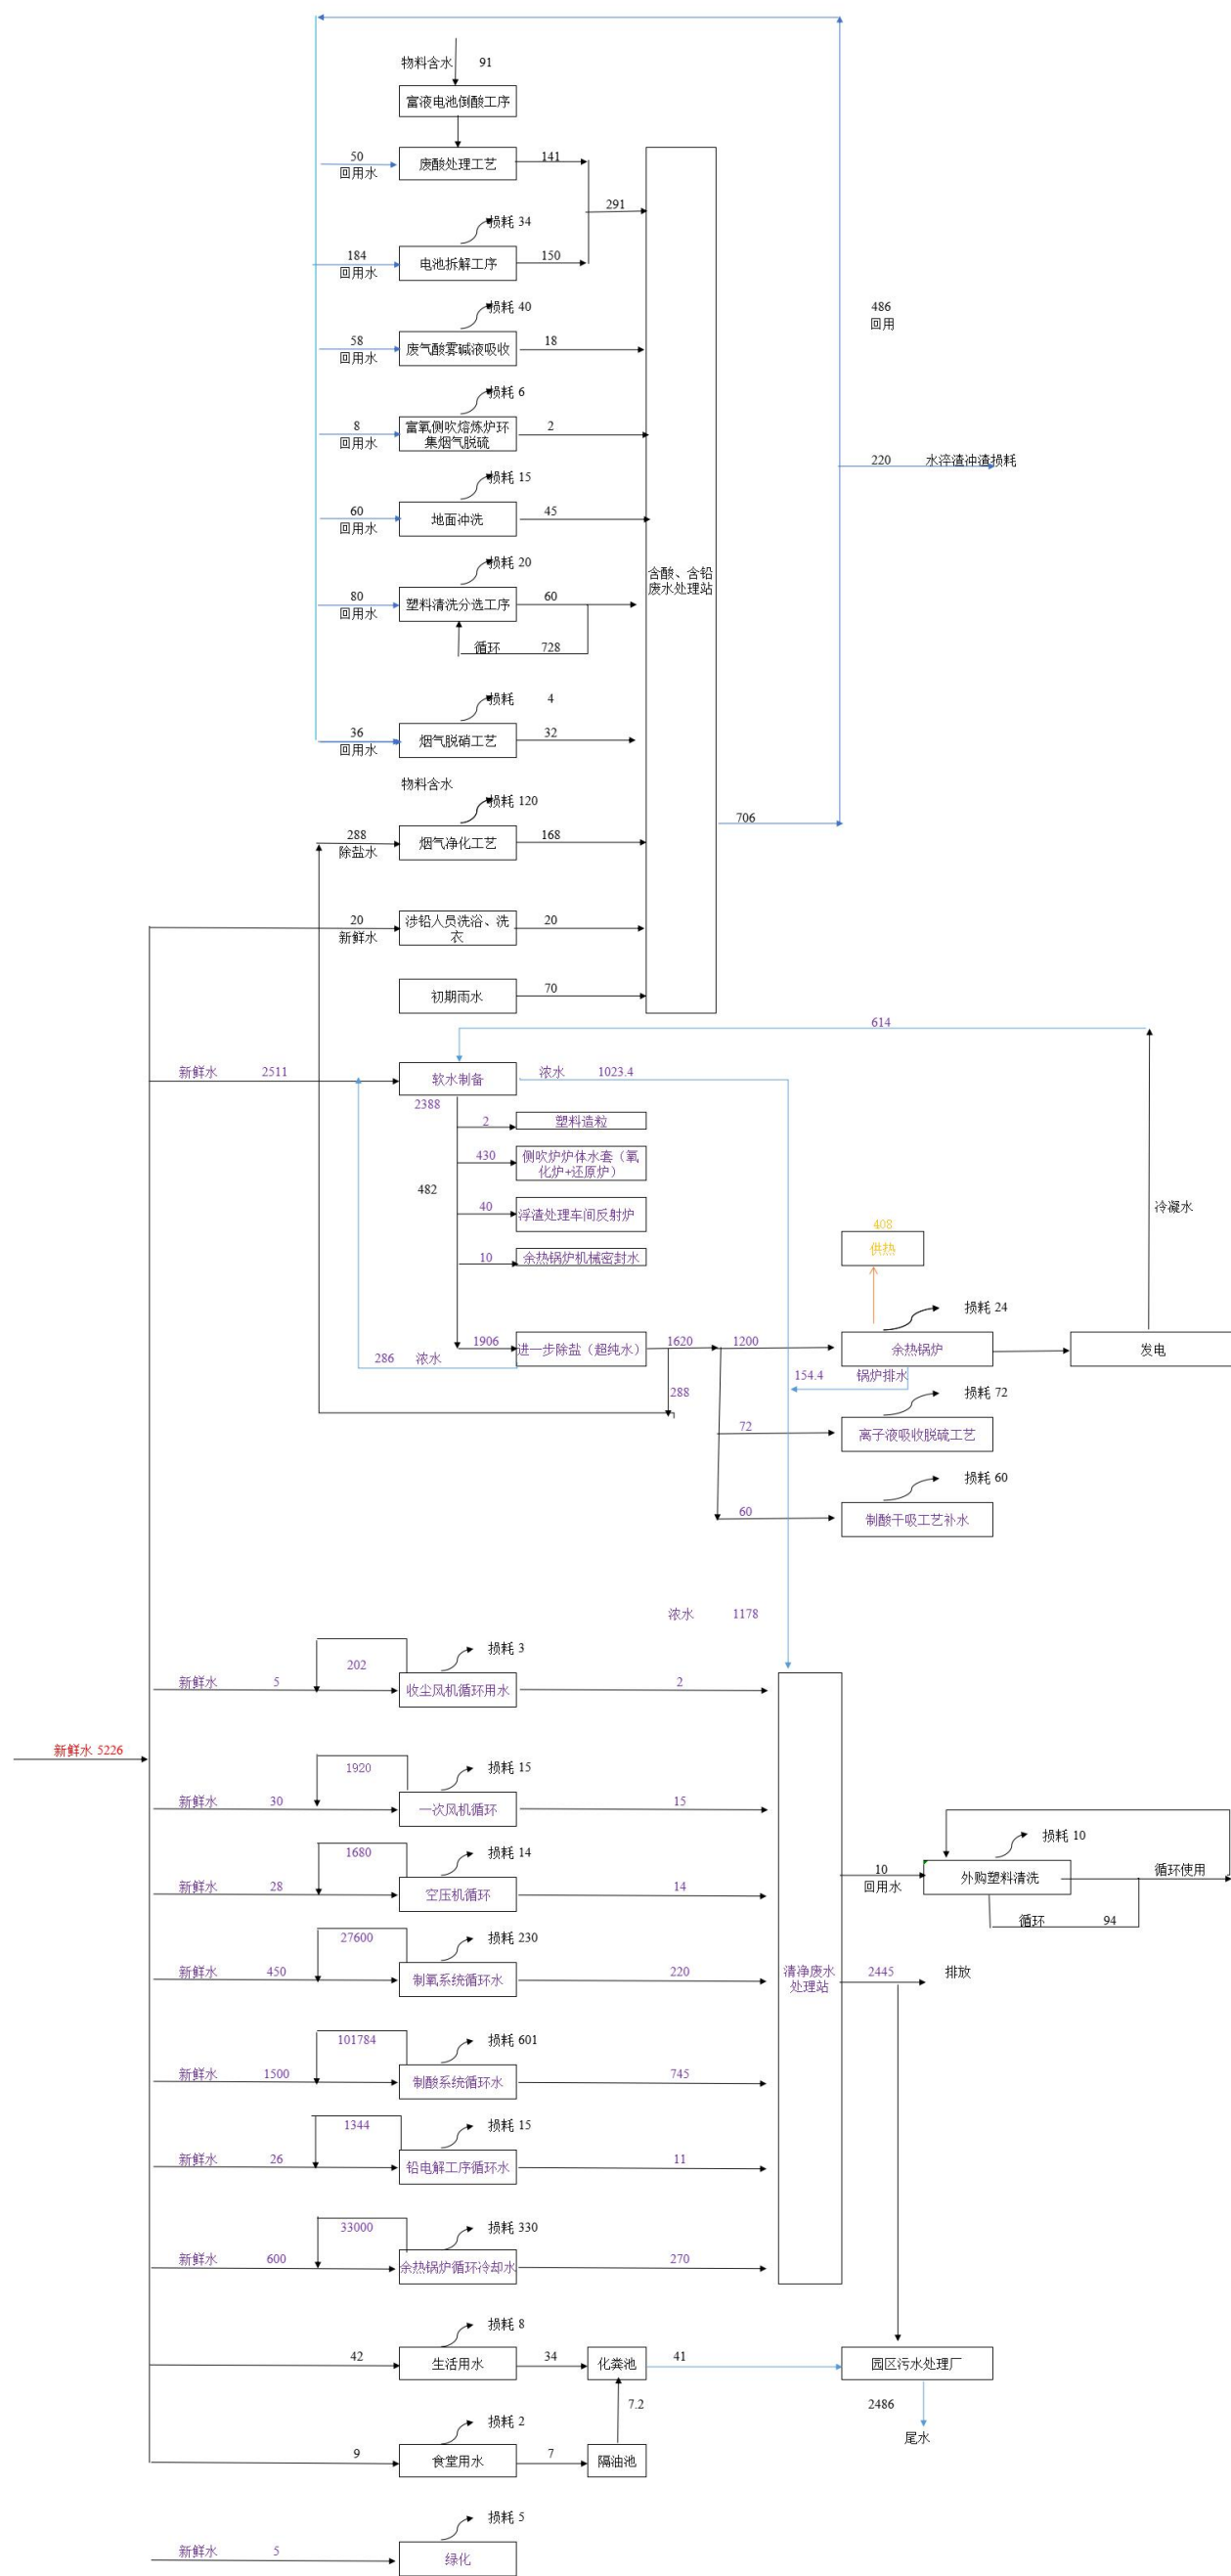 物料含水 91
富液电池倒酸工序
50
回用水
废酸处理工艺
141
291
损耗 34
184
回用水
电池拆解工序
150
486
回用
损耗 40
58
回用水
废气酸雾碱液吸收
18
损耗 6
8
回用水
富氧侧吹熔炼炉环
集烟气脱硫
2
220 水淬渣冲渣损耗
损耗 15
60
回用水
地面冲洗
45
损耗 20
80
回用水
塑料清洗分选工序
60
含酸、含铅
废水处理站
循环 728
损耗 4
36
回用水
烟气脱硝工艺
32
物料含水
损耗 120
706
288
除盐水
烟气净化工艺
168
20
新鲜水
涉铅人员洗浴、洗
衣
20
初期雨水
70
614
新鲜水 2511
软水制备
浓水 1023.4
2388
2
塑料造粒
430
侧吹炉炉体水套（氧
化炉+还原炉）
482
40
浮渣处理车间反射炉
10
余热锅炉机械密封水
冷凝水
408
供热
损耗 24
1906
进一步除盐（超纯水）
1620
1200
余热锅炉
发电
286 浓水
154.4 锅炉排水
288
损耗 72
72
离子液吸收脱硫工艺
损耗 60
60
制酸干吸工艺补水
浓水 1178
202
损耗 3
新鲜水 5
收尘风机循环用水
2
新鲜水 5226
1920
损耗 15
新鲜水 30
一次风机循环
15
1680
损耗 14
新鲜水 28
空压机循环
14
10
回用水
损耗 10
外购塑料清洗
循环使用
循环 94
27600
损耗 230
新鲜水 450
制氧系统循环水
220
清净废水
处理站
2445
排放
101784
损耗 601
新鲜水 1500
制酸系统循环水
745
1344
损耗 15
新鲜水 26
铅电解工序循环水
11
33000
损耗 330
新鲜水 600
余热锅炉循环冷却水
270
损耗 8
42
生活用水
34
化粪池
41
园区污水处理厂
7.2
2486
尾水
损耗 2
9
食堂用水
7
隔油池
损耗 5
新鲜水 5
绿化